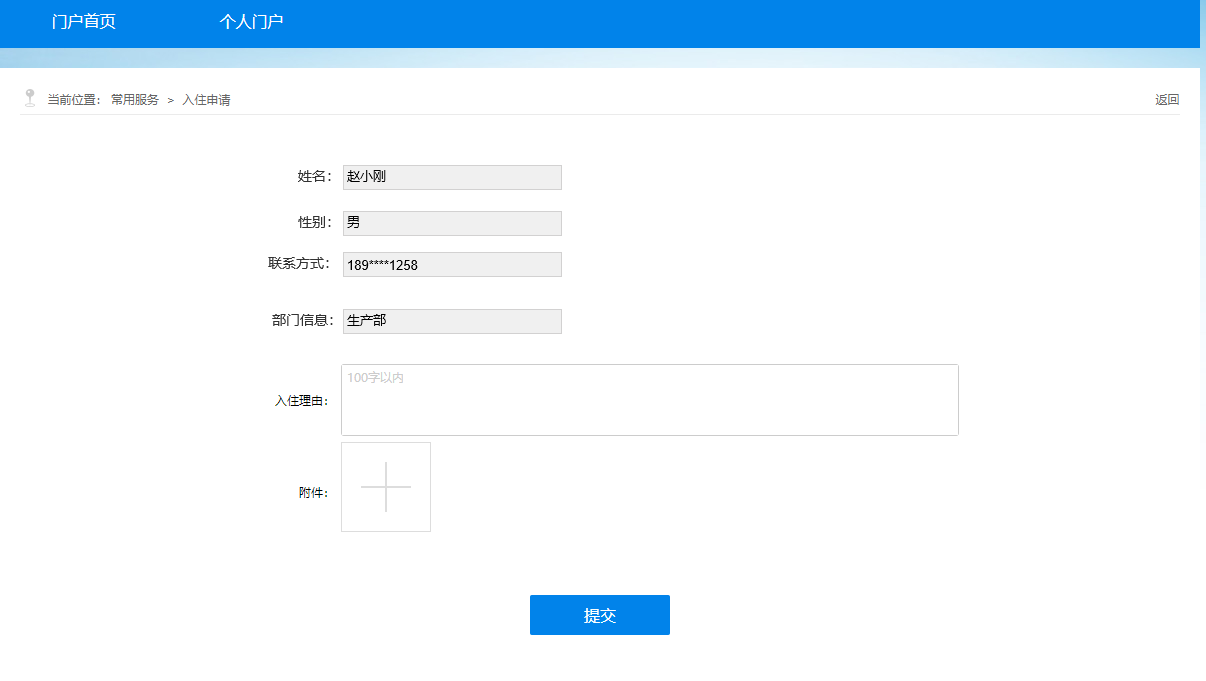 门户首页 个人门户
当前位置： 常用服务 > 入住申请 返回
姓名： 赵小刚
性别： 男
联系方式： 189****1258
部门信息： 生产部
入住理由： 100字以内
附件：
提交